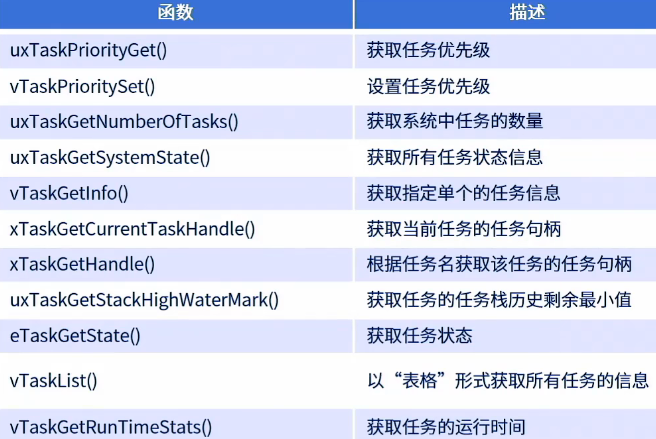 函数 描述
uxTaskPriorityGet() 获取任务优先级
vTaskPrioritySet() 设置任务优先级
uxTaskGetNumberOfTasks() 获取系统中任务的数量
uxTaskGetSystemState() 获取所有任务状态信息
vTaskGetInfo() 获取指定单个的任务信息
xTaskGetCurrentTaskHandle() 获取当前任务的任务句柄
xTaskGetHandle() 根据任务名获取该任务的任务句柄
uxTaskGetStackHighWaterMark() 获取任务的任务栈历史剩余最小值
eTaskGetState() 获取任务状态
vTaskList() 以“表格”形式获取所有任务的信息
vTaskGetRunTimeStats() 获取任务的运行时间